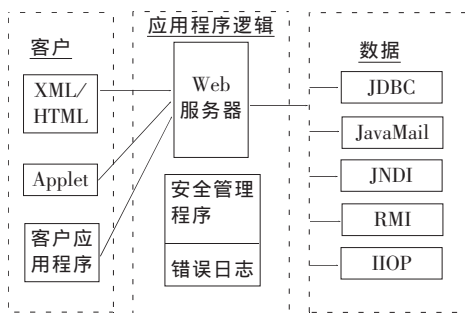 客户
XML/
HTML
Applet
客户应
用程序
应用程序逻辑
Web
服务器
安全管理
程序
错误日志
数据
JDBC
JavaMail
JNDI
RMI
IIOP